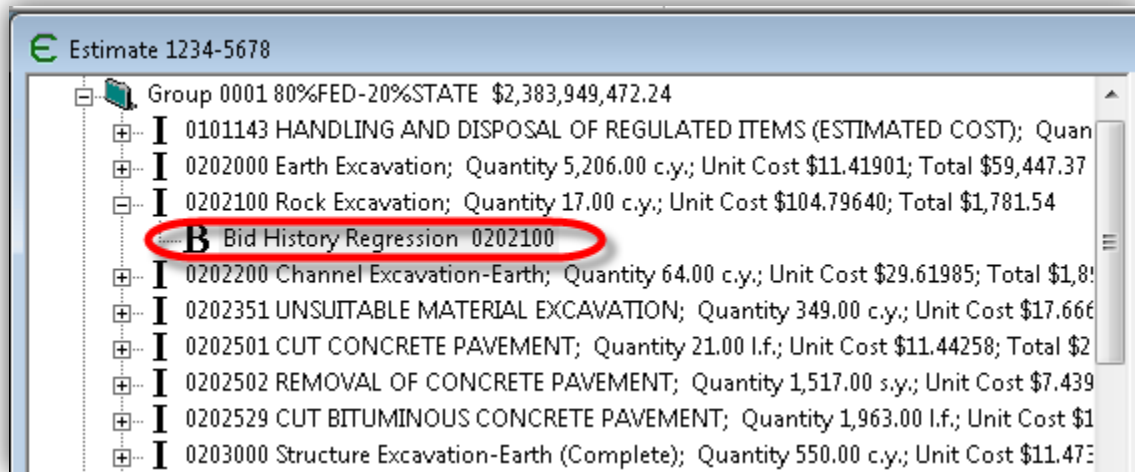 Estimate 1234-5678
Group 0001 80%FED-20%STATE $2,383,949,472.24
I 0101143 HANDLING AND DISPOSAL OF REGULATED ITEMS (ESTIMATED COST); Quan
I 0202000 Earth Excavation; Quantity 5,206.00 c.y.; Unit Cost $11.41901; Total $59,447.37
I 0202100 Rock Excavation; Quantity 17.00 c.y.; Unit Cost $104.79640; Total $1,781.54
B Bid History Regression 0202100
I 0202200 Channel Excavation-Earth; Quantity 64.00 c.y.; Unit Cost $29.61985; Total $1,8
I 0202351 UNSUITABLE MATERIAL EXCAVATION; Quantity 349.00 c.y.; Unit Cost $17.666
I 0202501 CUT CONCRETE PAVEMENT; Quantity 21.00 l.f.; Unit Cost $11.44258; Total $2
I 0202502 REMOVAL OF CONCRETE PAVEMENT; Quantity 1,517.00 s.y.; Unit Cost $7.439
I 0202529 CUT BITUMINOUS CONCRETE PAVEMENT; Quantity 1,963.00 l.f.; Unit Cost $1
I 0203000 Structure Excavation-Earth (Complete); Quantity 550.00 c.y.; Unit Cost $11.473